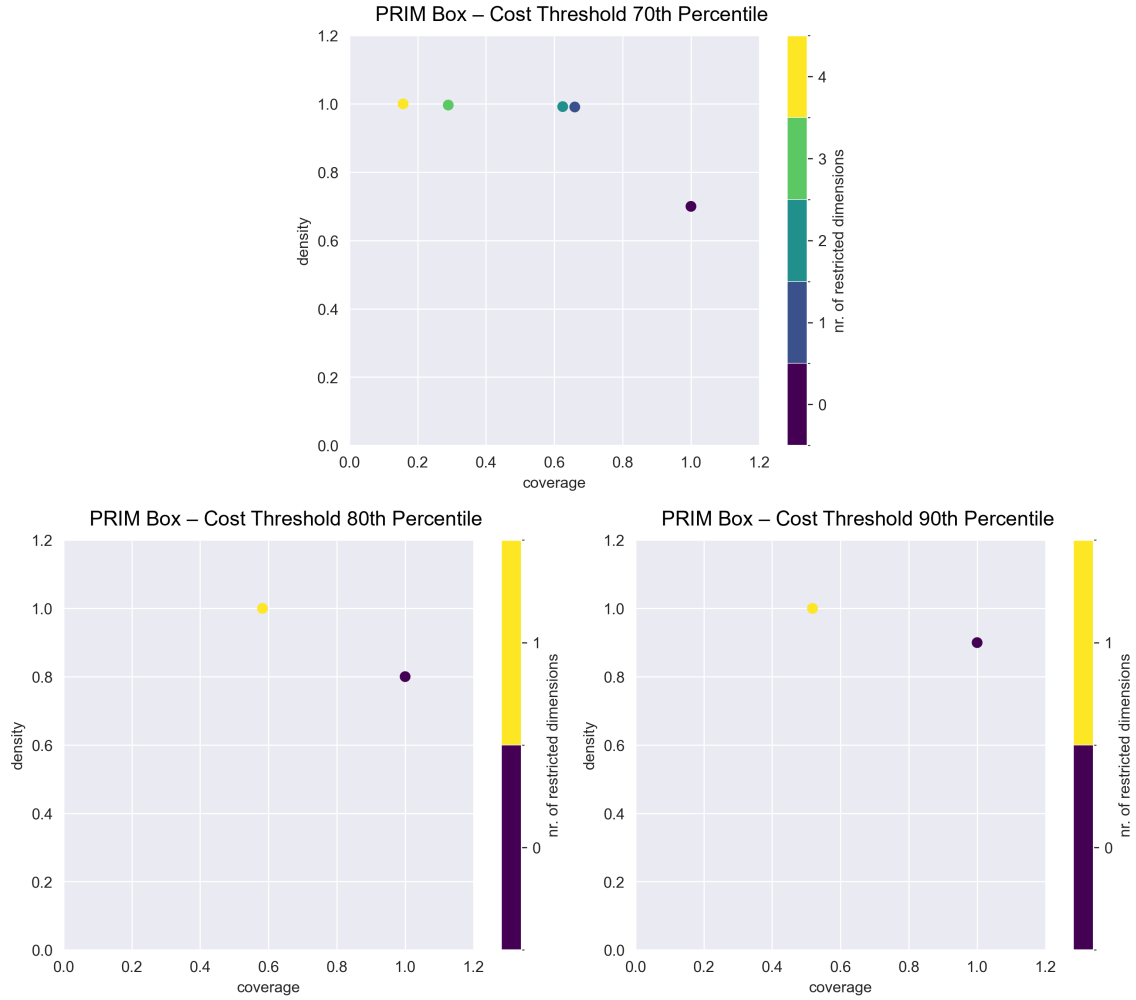 PRIM Box – Cost Threshold 70th Percentile
1.2
1.0
0.8
0.6
0.4
0.2
0.0
density
0.0 0.2 0.4 0.6 0.8 1.0 1.2
coverage
4
3
2
1
0
nr. of restricted dimensions
PRIM Box – Cost Threshold 80th Percentile
1.2
1.0
0.8
0.6
0.4
0.2
0.0
density
0.0 0.2 0.4 0.6 0.8 1.0 1.2
coverage
1
0
nr. of restricted dimensions
PRIM Box – Cost Threshold 90th Percentile
1.2
1.0
0.8
0.6
0.4
0.2
0.0
density
0.0 0.2 0.4 0.6 0.8 1.0 1.2
coverage
1
0
nr. of restricted dimensions